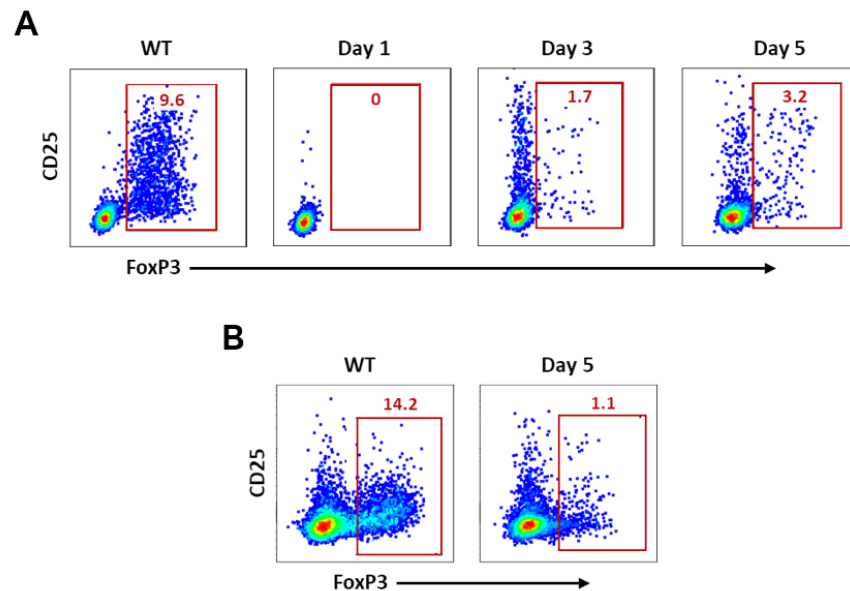 A
WT Day 1 Day 3 Day 5
9.6 0 1.7 3.2
CD25
FoxP3
B
WT Day 5
14.2 1.1
CD25
FoxP3